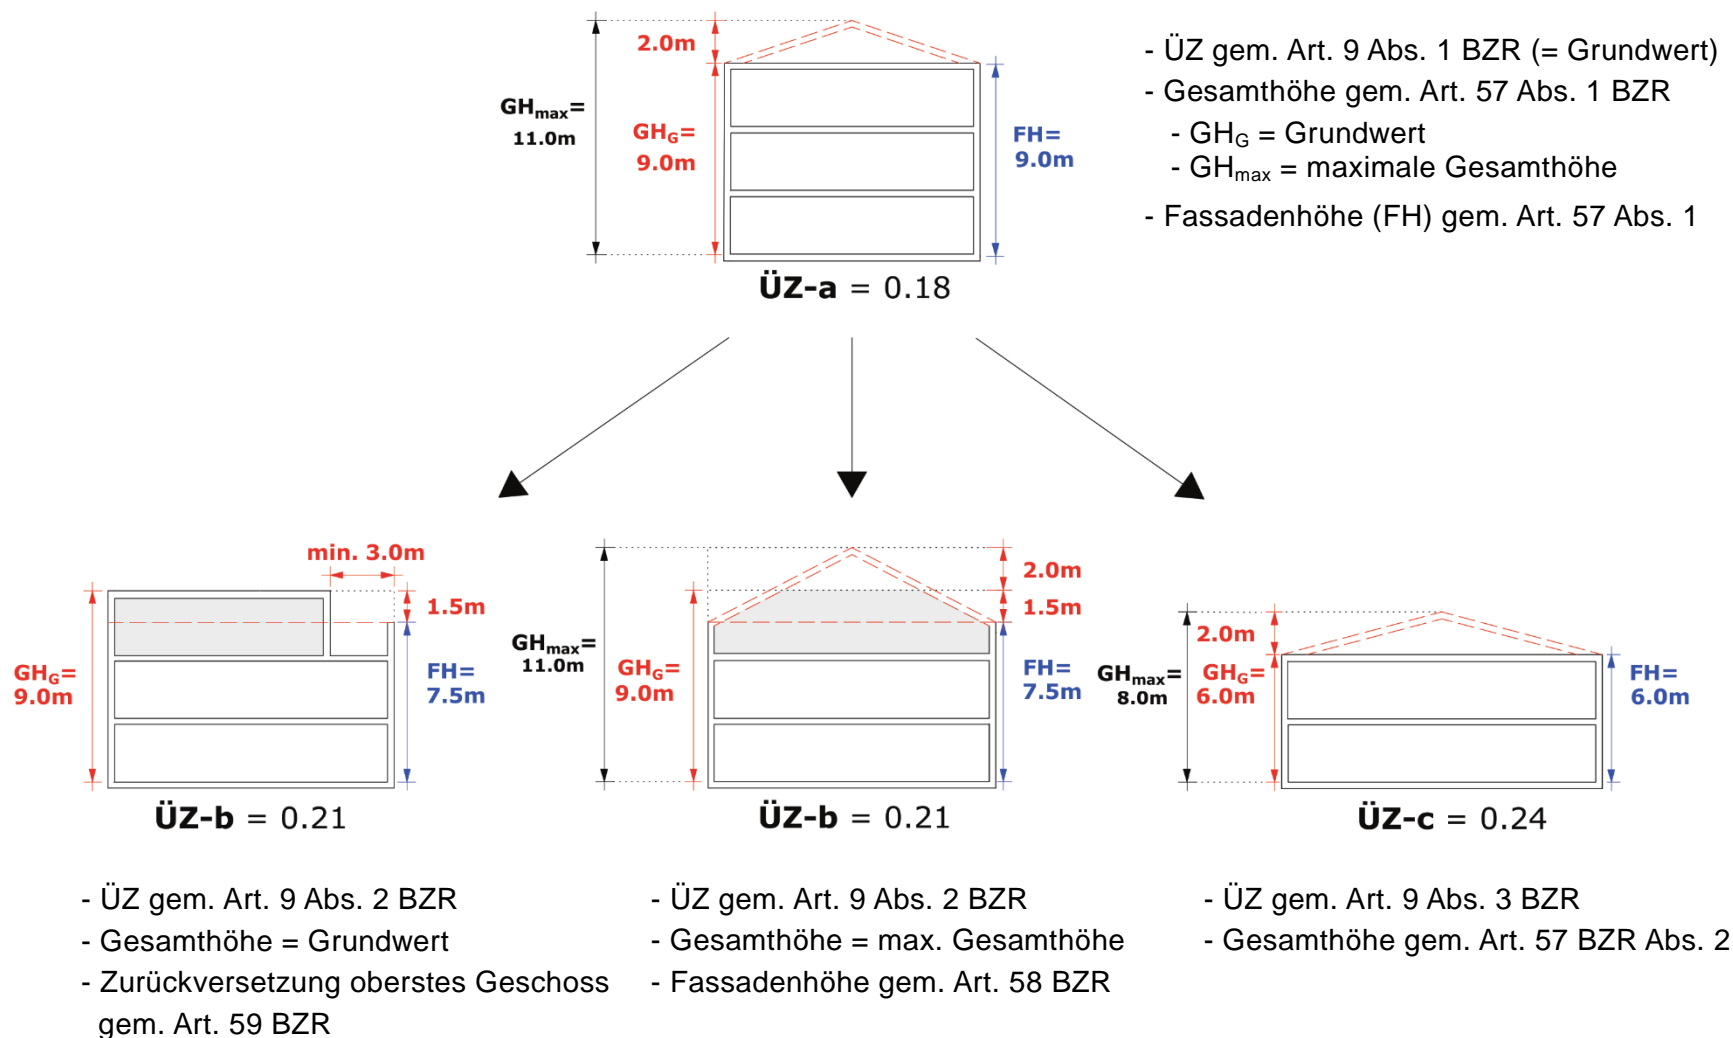 2.0m
GHmax=
11.0m
GHG=
9.0m
FH=
9.0m
ÜZ-a = 0.18
- ÜZ gem. Art. 9 Abs. 1 BZR (= Grundwert)
- Gesamthöhe gem. Art. 57 Abs. 1 BZR
- GHG = Grundwert
- GHmax = maximale Gesamthöhe
- Fassadenhöhe (FH) gem. Art. 57 Abs. 1
min. 3.0m
1.5m
GHG=
9.0m
FH=
7.5m
ÜZ-b = 0.21
- ÜZ gem. Art. 9 Abs. 2 BZR
- Gesamthöhe = Grundwert
- Zurückversetzung oberstes Geschoss
gem. Art. 59 BZR
2.0m
1.5m
GHmax=
11.0m
GHG=
9.0m
FH=
7.5m
ÜZ-b = 0.21
- ÜZ gem. Art. 9 Abs. 2 BZR
- Gesamthöhe = max. Gesamthöhe
- Fassadenhöhe gem. Art. 58 BZR
2.0m
GHmax=
8.0m
GHG=
6.0m
FH=
6.0m
ÜZ-c = 0.24
- ÜZ gem. Art. 9 Abs. 3 BZR
- Gesamthöhe gem. Art. 57 BZR Abs. 2